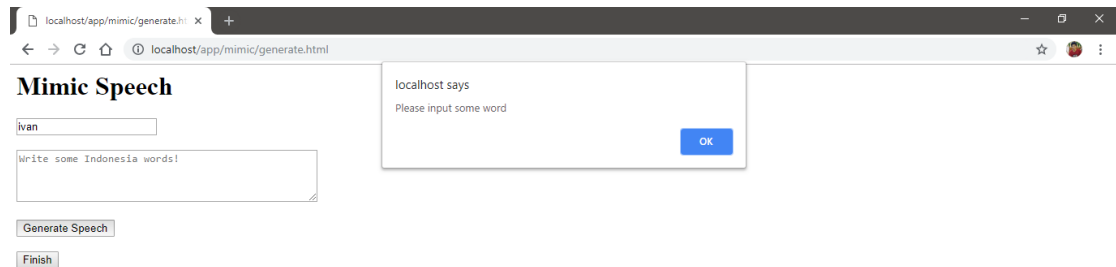 localhost/app/mimic/generate.ht
localhost/app/mimic/generate.html
Mimic Speech
localhost says
Please input some word
OK
ivan
Write some Indonesia words!
Generate Speech
Finish